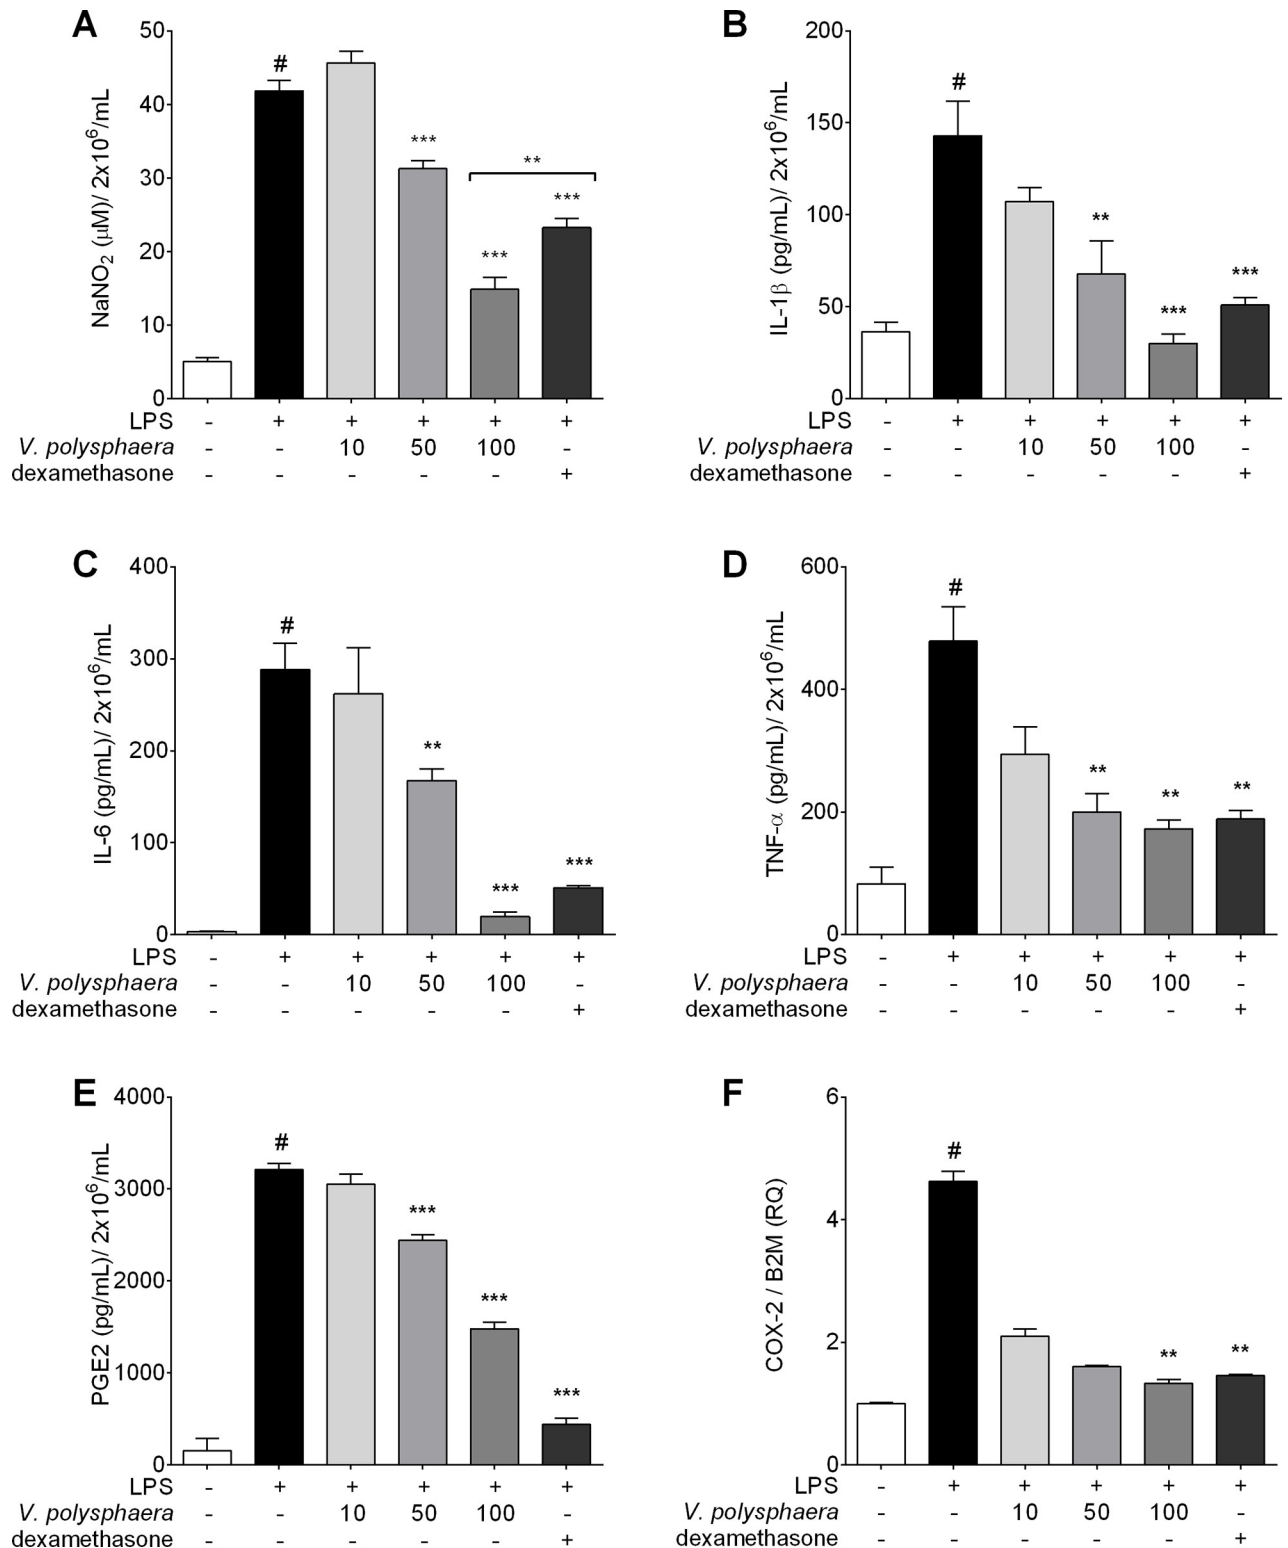 A
NaNO2 (μM)/ 2x10^6/mL
50
40
30
20
10
0
#
***
**
***
***
LPS - + + + + +
V. polysphaera - - 10 50 100 -
dexamethasone - - - - - +
B
IL-1β (pg/mL)/ 2x10^6/mL
200
150
100
50
0
#
**
***
***
LPS - + + + + +
V. polysphaera - - 10 50 100 -
dexamethasone - - - - - +
C
IL-6 (pg/mL)/ 2x10^6/mL
400
300
200
100
0
#
**
***
***
LPS - + + + + +
V. polysphaera - - 10 50 100 -
dexamethasone - - - - - +
D
TNF-α (pg/mL)/ 2x10^6/mL
600
400
200
0
#
**
**
**
LPS - + + + + +
V. polysphaera - - 10 50 100 -
dexamethasone - - - - - +
E
PGE2 (pg/mL)/ 2x10^6/mL
4000
3000
2000
1000
0
#
***
***
***
LPS - + + + + +
V. polysphaera - - 10 50 100 -
dexamethasone - - - - - +
F
COX-2 / B2M (RQ)
6
4
2
0
#
**
**
LPS - + + + + +
V. polysphaera - - 10 50 100 -
dexamethasone - - - - - +